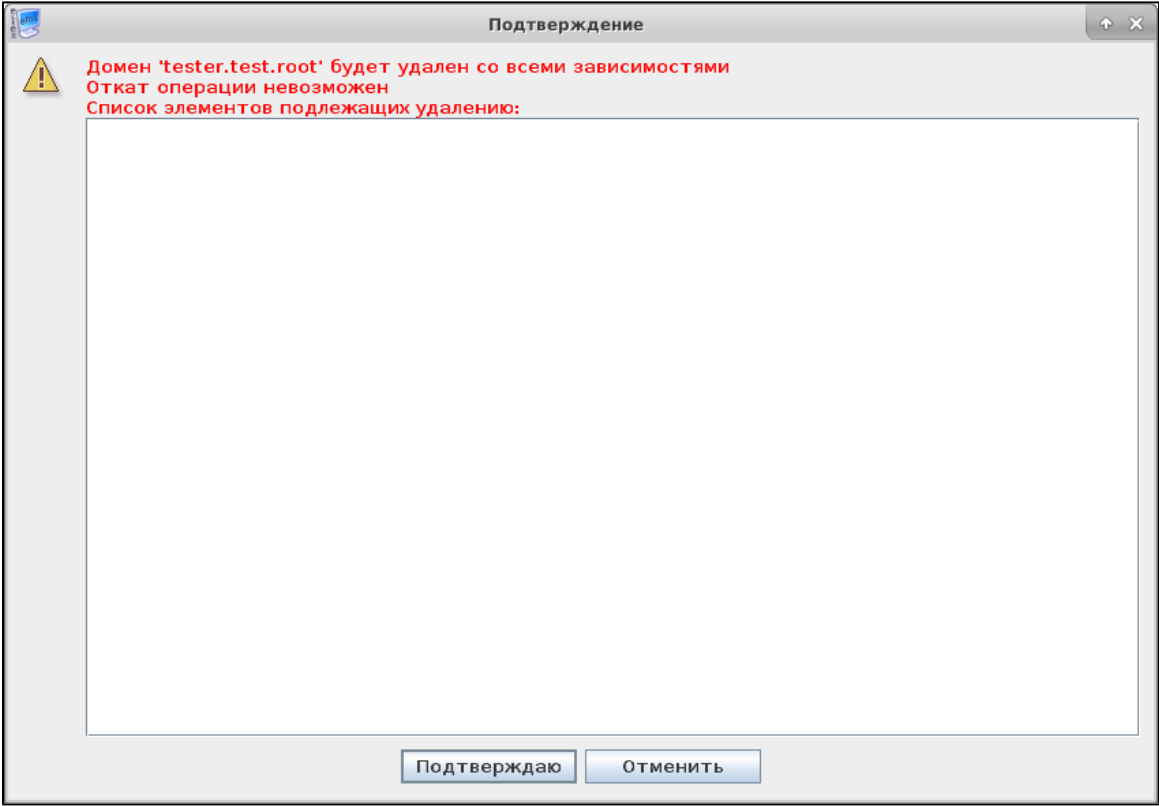 Подтверждение
Домен 'tester.test.root' будет удален со всеми зависимостями
Откат операции невозможен
Список элементов подлежащих удалению:
Подтверждаю
Отменить